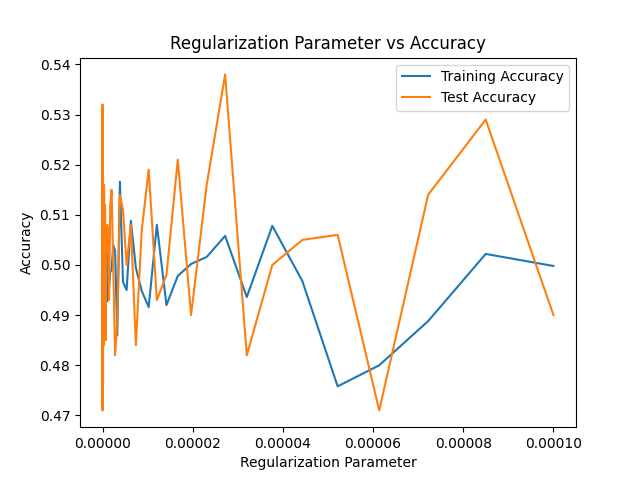 Regularization Parameter vs Accuracy
Training Accuracy
Test Accuracy
0.54
0.53
0.52
0.51
0.50
0.49
0.48
0.47
Accuracy
0.00000 0.00002 0.00004 0.00006 0.00008 0.00010
Regularization Parameter